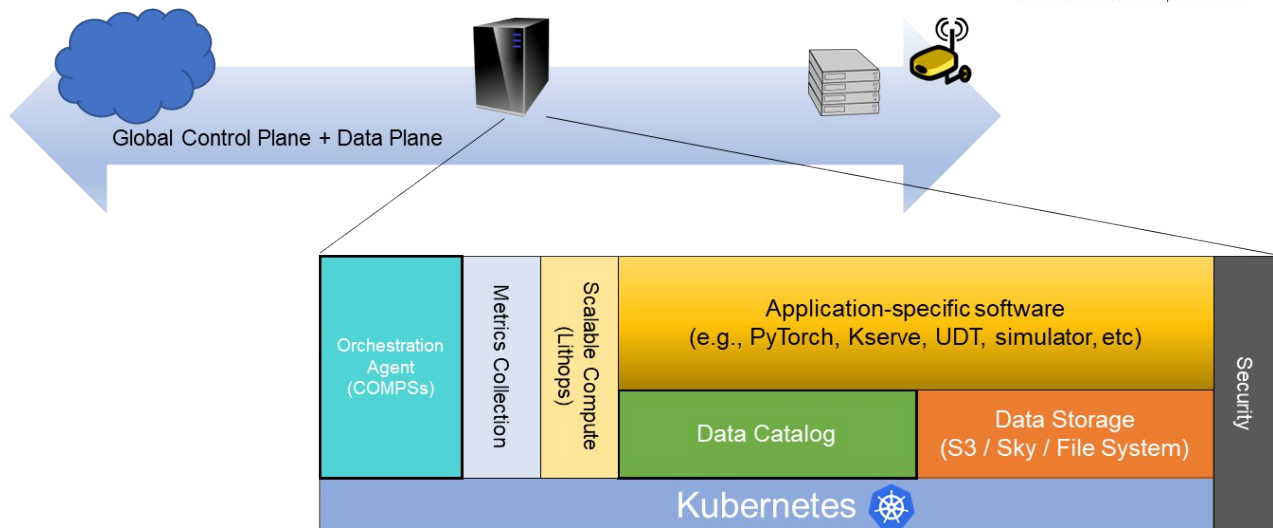 Global Control Plane + Data Plane
Orchestration
Agent
(COMPSs)
Metrics Collection
Scalable Compute
(Lithops)
Application-specific software
(e.g., PyTorch, Kserve, UDT, simulator, etc)
Data Catalog
Data Storage
(S3 / Sky / File System)
Security
Kubernetes